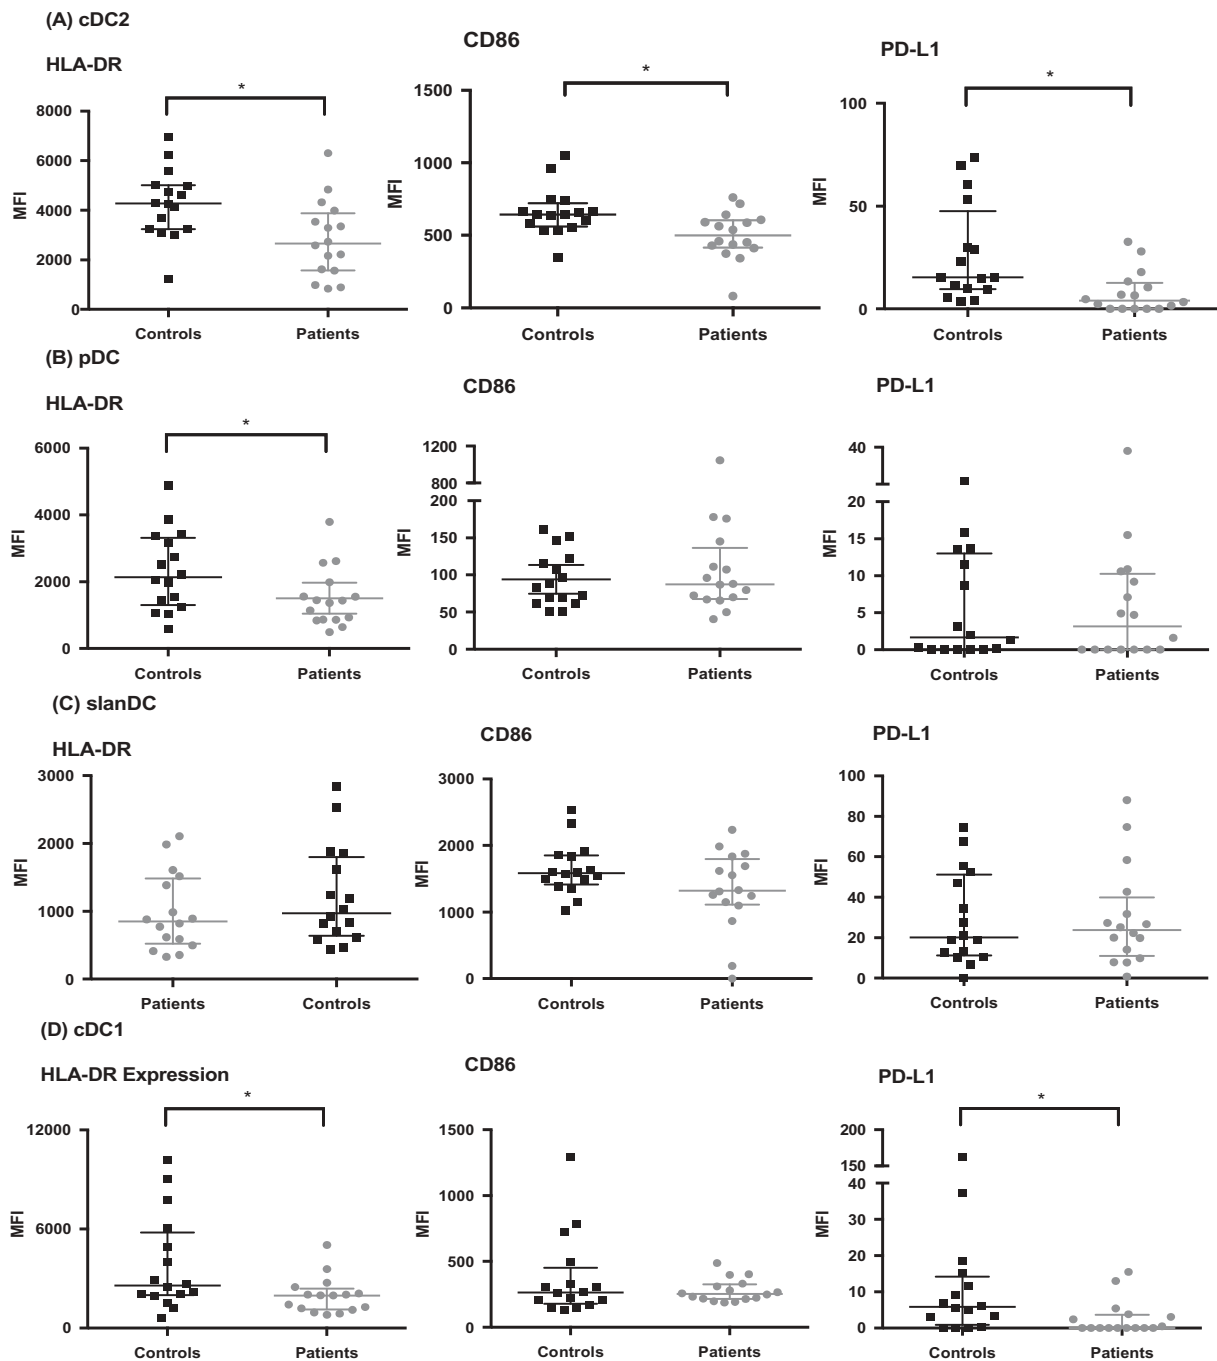 (A) cDC2
HLA-DR
*
8000
6000
4000
2000
0
MFI
Controls
Patients
CD86
*
1500
1000
500
0
MFI
Controls
Patients
PD-L1
*
100
50
0
MFI
Controls
Patients
(B) pDC
HLA-DR
*
6000
4000
2000
0
MFI
Controls
Patients
CD86
1200
800
200
150
100
50
0
MFI
Controls
Patients
PD-L1
40
20
20
15
10
5
0
MFI
Controls
Patients
(C) slanDC
HLA-DR
3000
2000
1000
0
MFI
Patients
Controls
CD86
3000
2000
1000
0
MFI
Controls
Patients
PD-L1
100
80
60
40
20
0
MFI
Controls
Patients
(D) cDC1
HLA-DR Expression
*
12000
6000
0
MFI
Controls
Patients
CD86
1500
1000
500
0
MFI
Controls
Patients
PD-L1
*
200
150
40
30
20
10
0
MFI
Controls
Patients